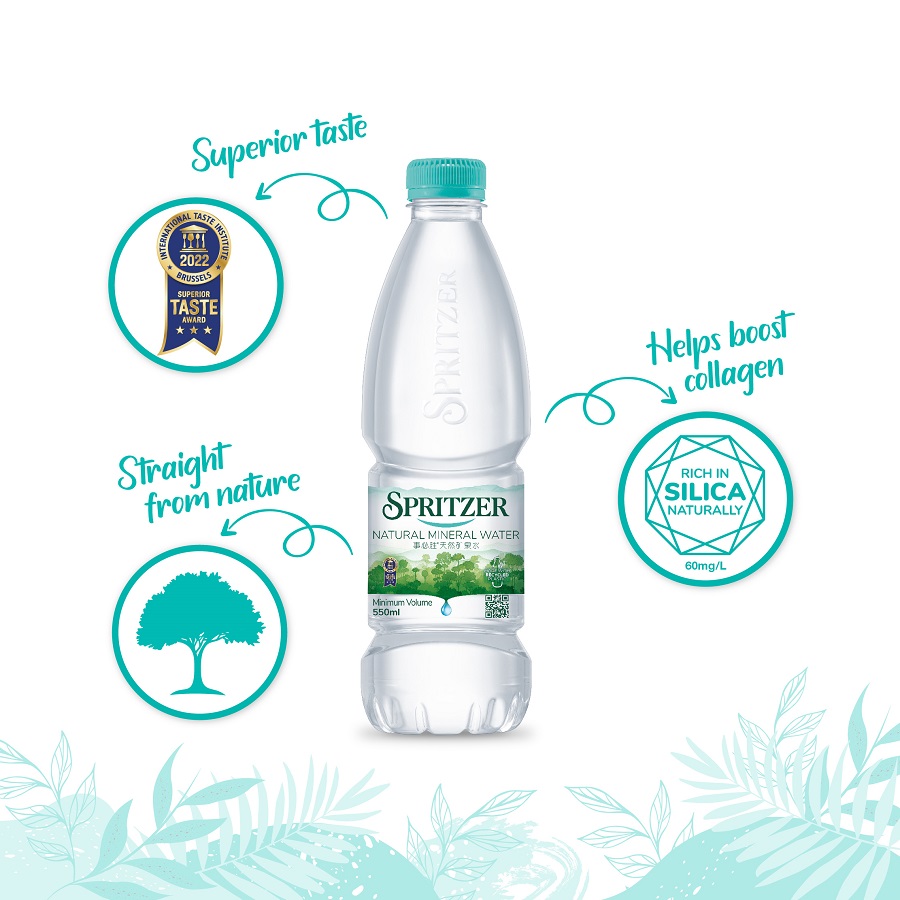 Superior taste
INTERNATIONAL TASTE INSTITUTE
2022
BRUSSELS
SUPERIOR
TASTE
AWARD
SPRITZER
Helps boost
collagen
RICH IN
SILICA
NATURALLY
60mg/L
Straight
from nature
SPRITZER
NATURAL MINERAL WATER
事必胜®天然矿泉水
RECYCLED
Minimum Volume
550ml